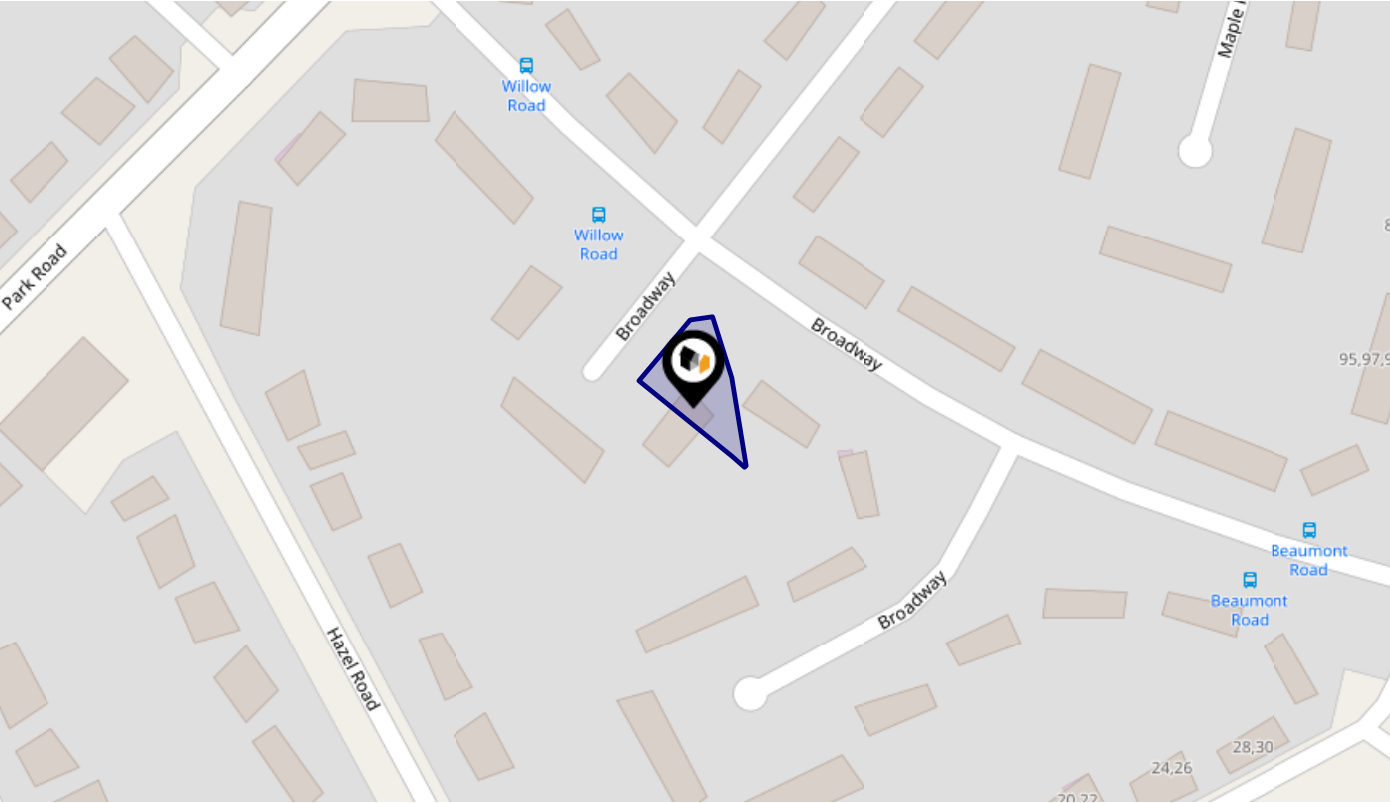 Maple
Willow
Road
Willow
Road
Park Road
Broadway
Broadway
95,97,9
Beaumont
Road
Beaumont
Road
Broadway
Hazel Road
28,30
24,26
20,22